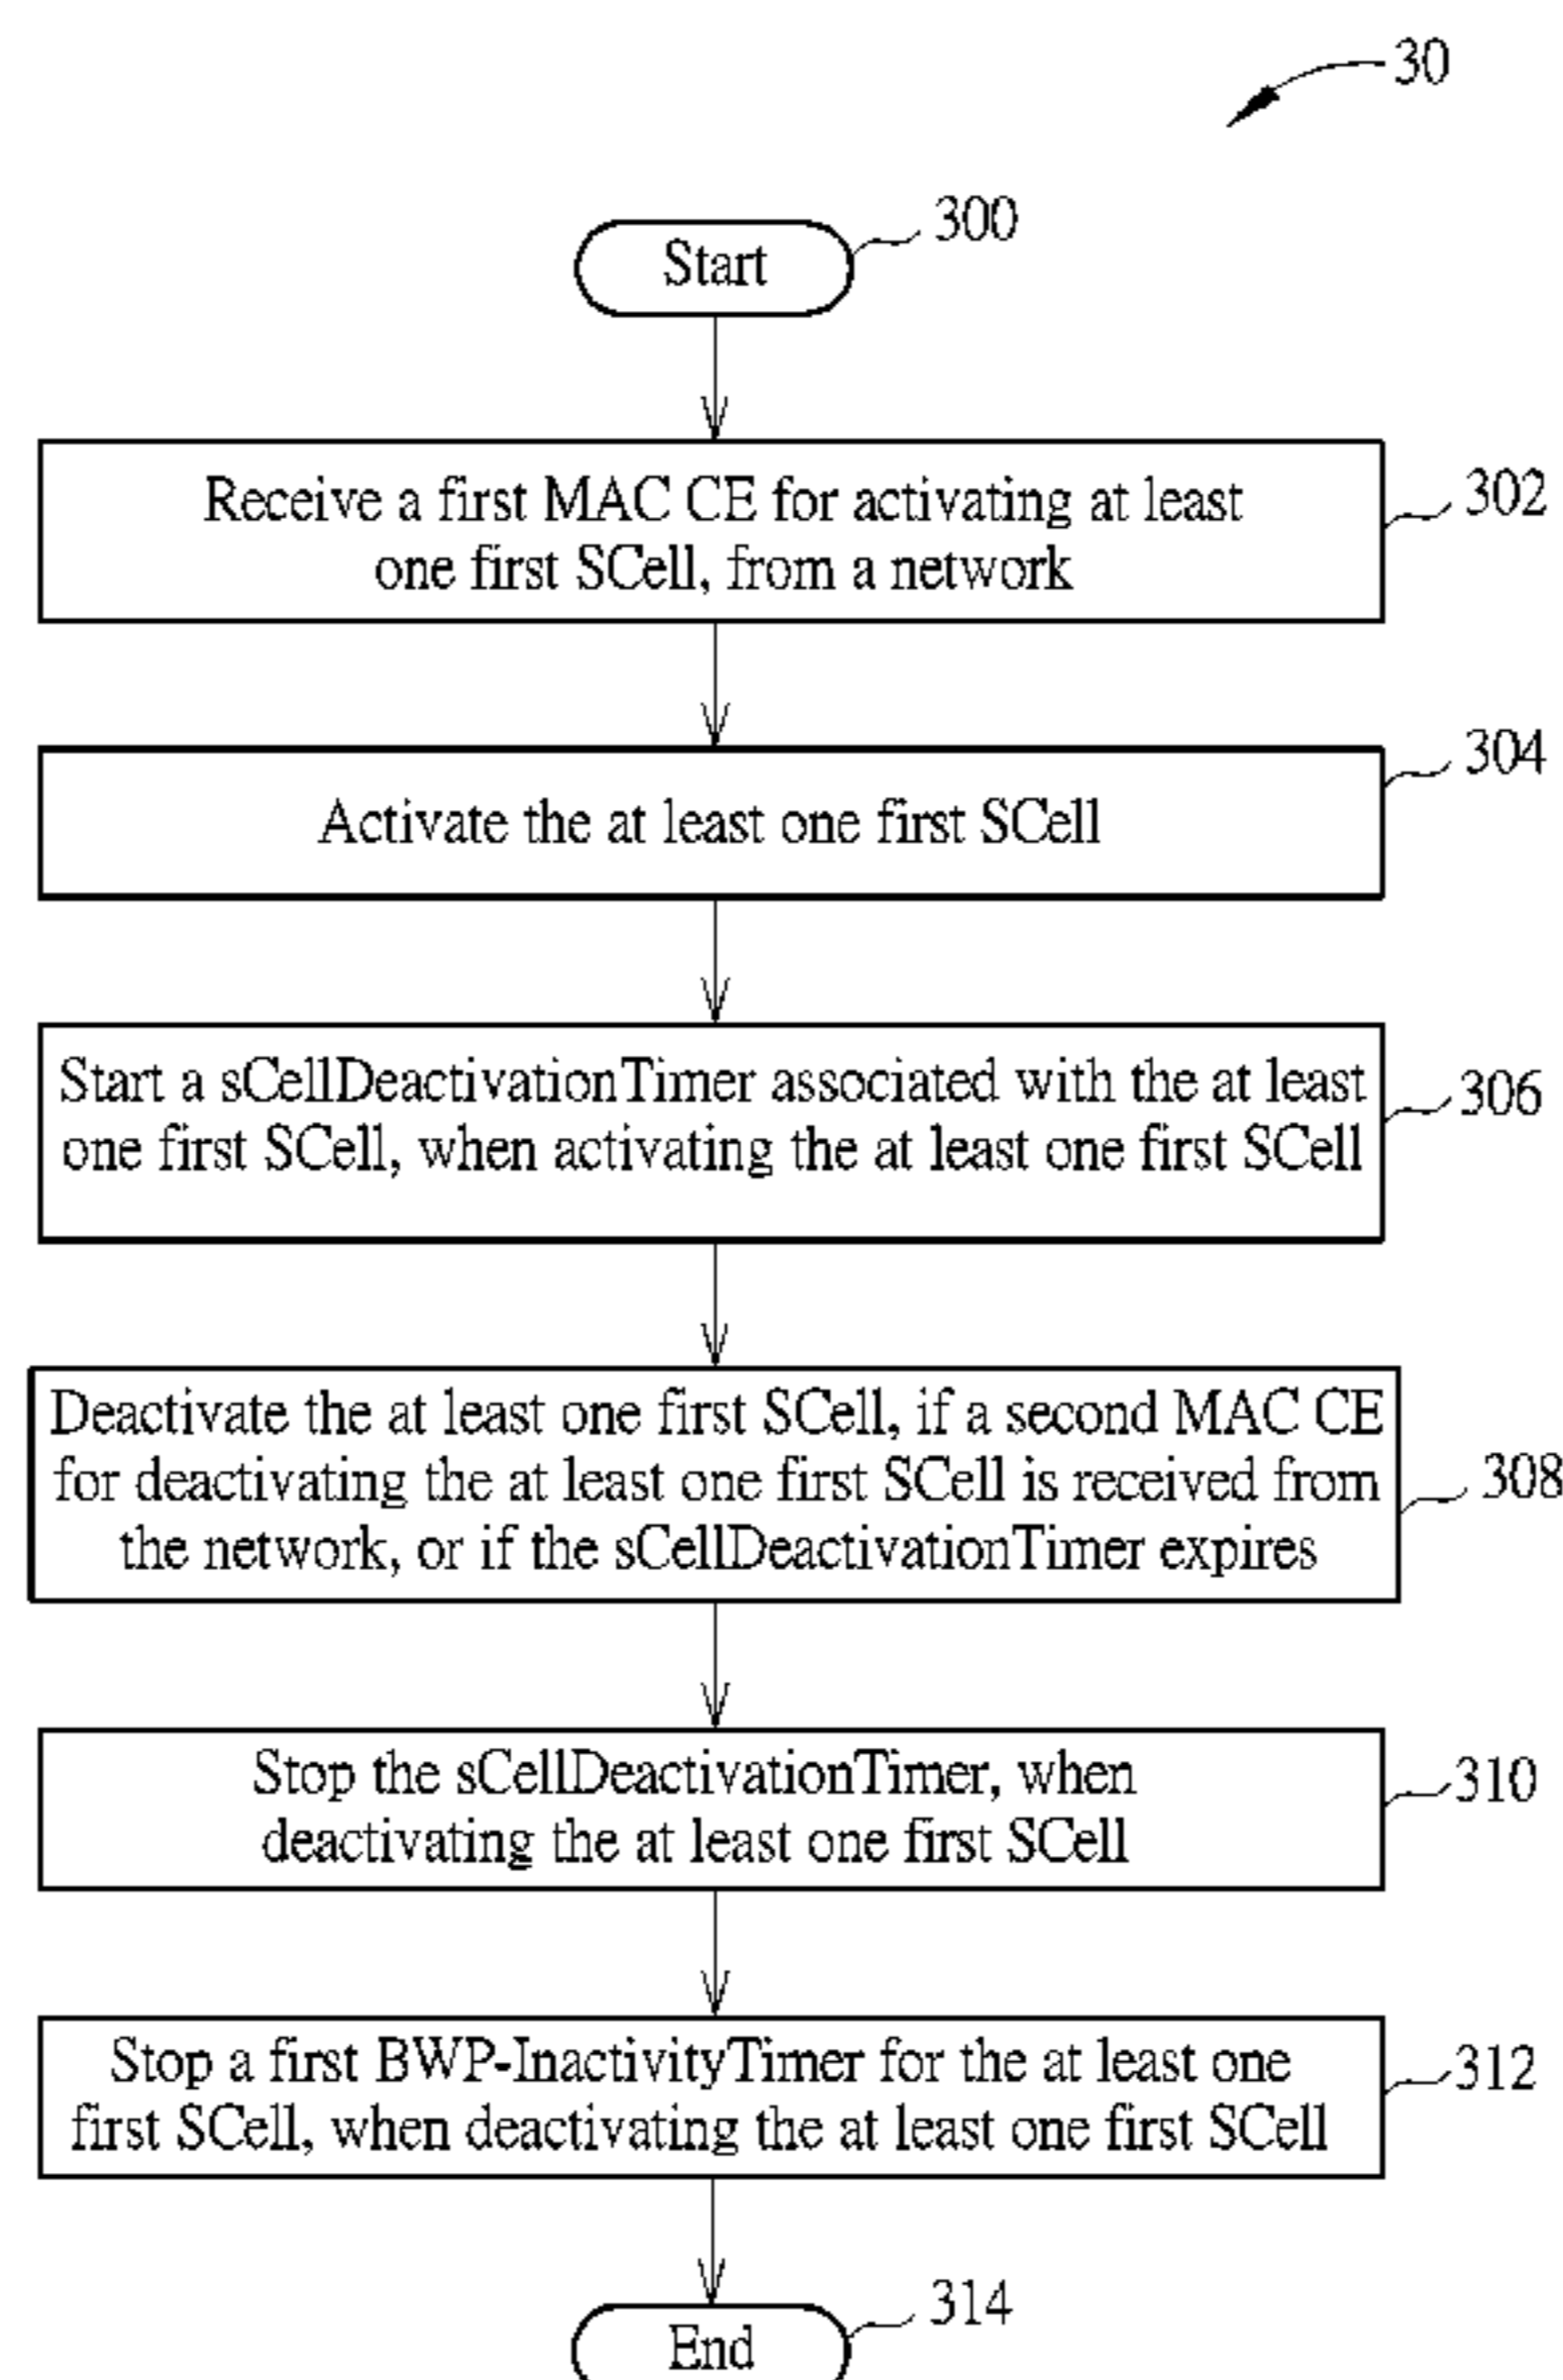 30
Start
300
Receive a first MAC CE for activating at least
one first SCell, from a network
302
Activate the at least one first SCell
304
Start a sCellDeactivationTimer associated with the at least
one first SCell, when activating the at least one first SCell
306
Deactivate the at least one first SCell, if a second MAC CE
for deactivating the at least one first SCell is received from
the network, or if the sCellDeactivationTimer expires
308
Stop the sCellDeactivationTimer, when
deactivating the at least one first SCell
310
Stop a first BWP-InactivityTimer for the at least one
first SCell, when deactivating the at least one first SCell
312
End
314